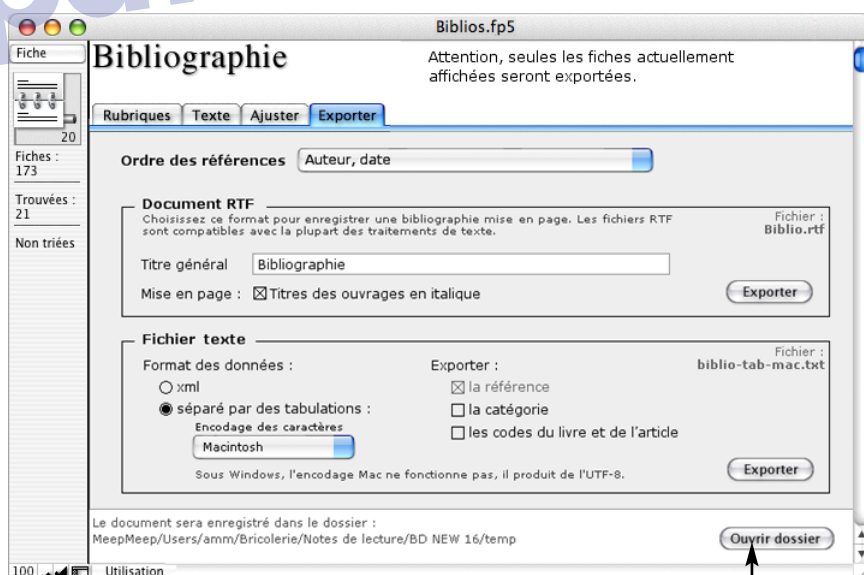 Biblios.fp5
Fiche
20
Fiches :
173
Trouvées :
21
Non triées
Bibliographie
Attention, seules les fiches actuellement
affichées seront exportées.
Rubriques Texte Ajuster Exporter
Ordre des références Auteur, date
Document RTF
Choisissez ce format pour enregistrer une bibliographie mise en page. Les fichiers RTF
sont compatibles avec la plupart des traitements de texte.
Fichier :
Biblio.rtf
Titre général Bibliographie
Mise en page : Titres des ouvrages en italique
Exporter
Fichier texte
Fichier :
biblio-tab-mac.txt
Format des données :
xml
séparé par des tabulations :
Encodage des caractères
Macintosh
Sous Windows, l'encodage Mac ne fonctionne pas, il produit de l'UTF-8.
Exporter :
la référence
la catégorie
les codes du livre et de l'article
Exporter
Le document sera enregistré dans le dossier :
MeepMeep/Users/amm/Bricolerie/Notes de lecture/BD NEW 16/temp
Ouvrir dossier
100 Utilisation